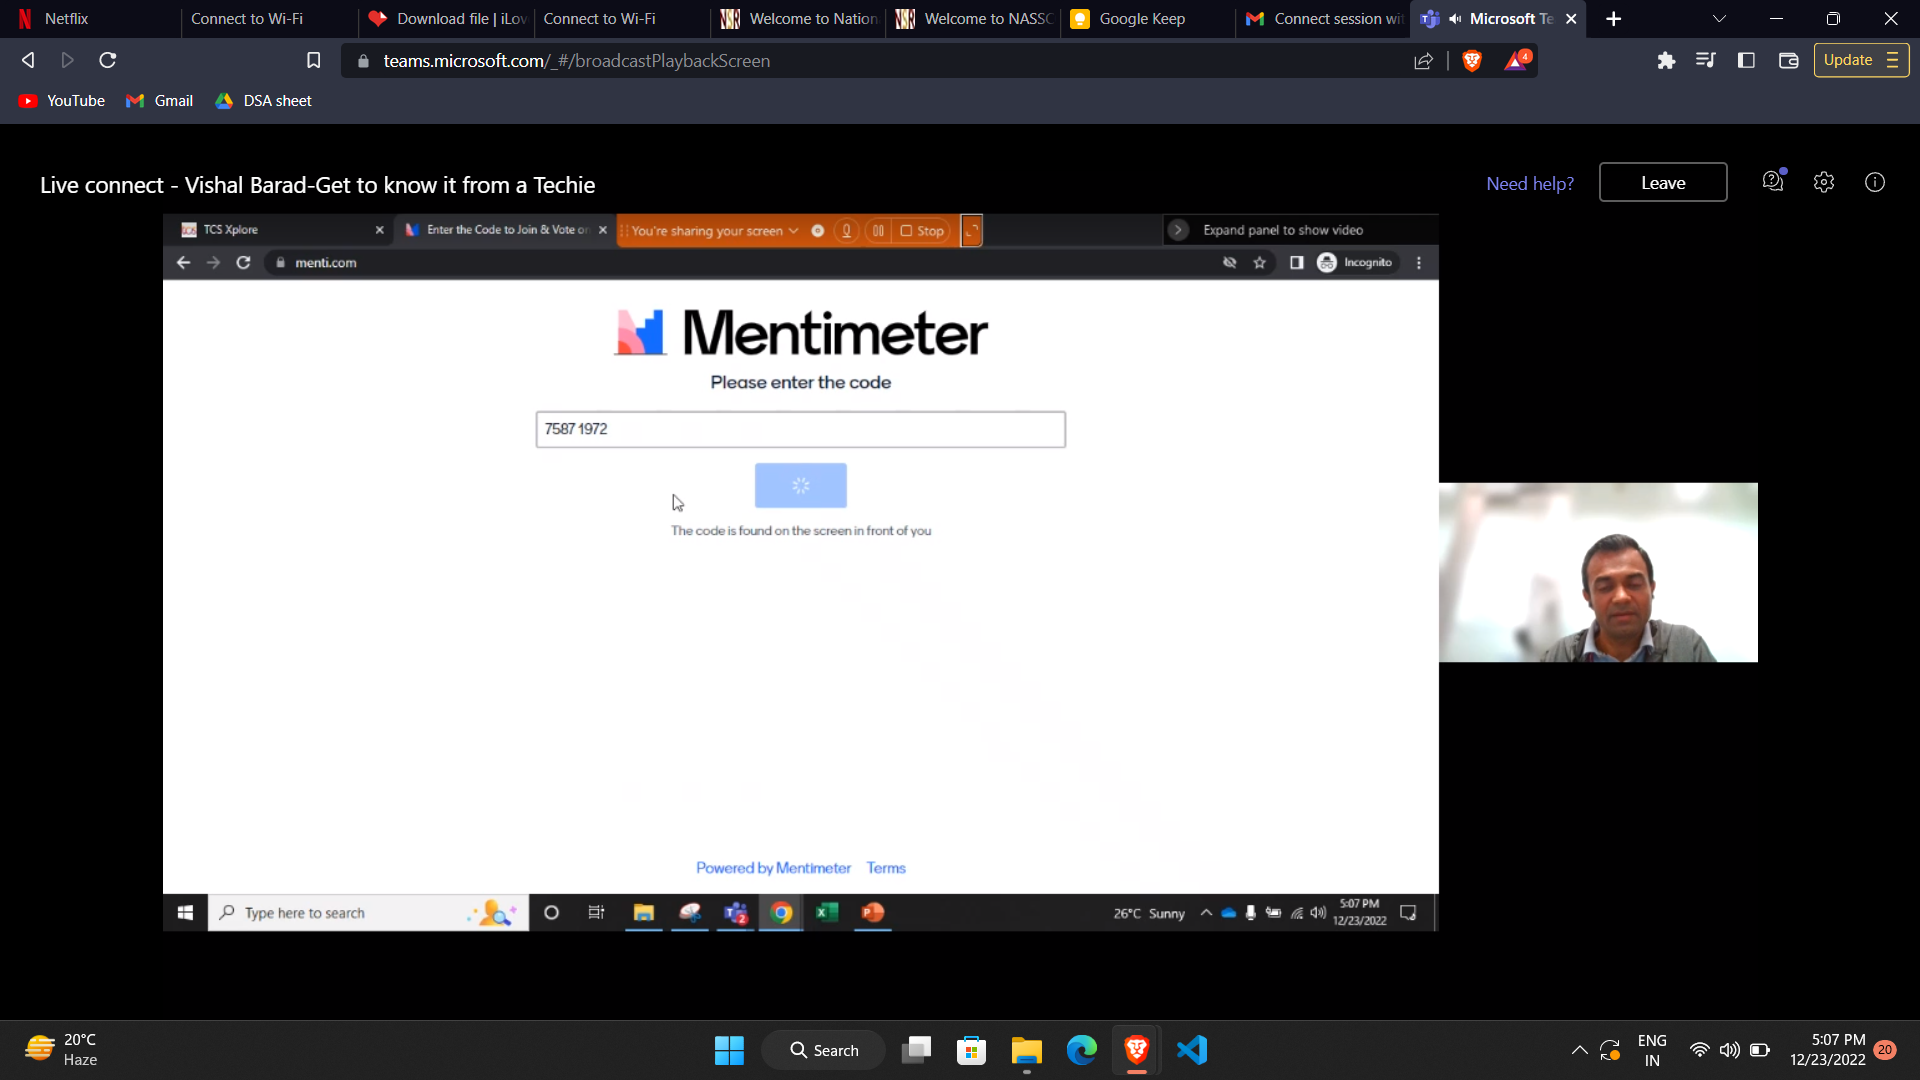 Netflix
Connect to Wi-Fi
Download file | iLov
Connect to Wi-Fi
Welcome to Nation
Welcome to NASSC
Google Keep
Connect session wit
Microsoft Te
teams.microsoft.com/_#/broadcastPlaybackScreen
4
Update
YouTube
Gmail
DSA sheet
Live connect - Vishal Barad-Get to know it from a Techie
Need help?
Leave
TCS Xplore
Enter the Code to Join & Vote on
You're sharing your screen
Stop
Expand panel to show video
menti.com
Incognito
Mentimeter
Please enter the code
7587 1972
The code is found on the screen in front of you
Powered by Mentimeter
Terms
Type here to search
26°C Sunny
5:07 PM
12/23/2022
20°C
Haze
Search
ENG
IN
5:07 PM
12/23/2022
20